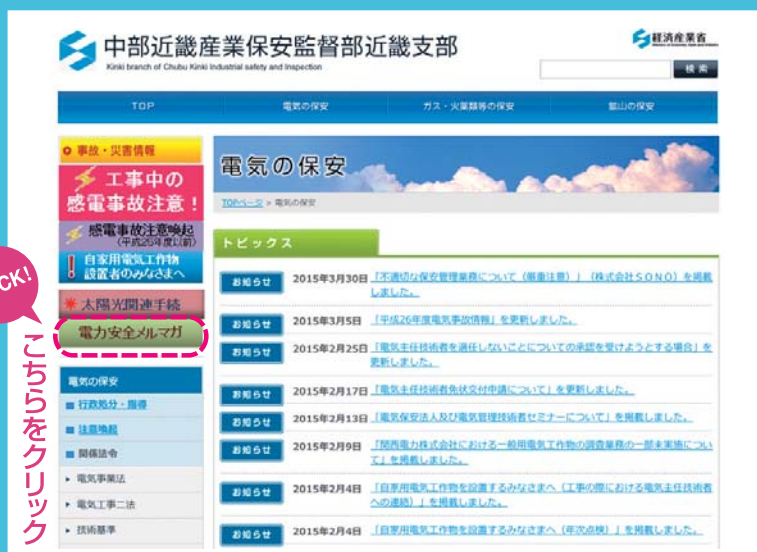 中部近畿産業保安監督部近畿支部
Kinki branch of Chubu Kinki Industrial safety and Inspection
経済産業省
検索
TOP
電気の保安
ガス・火薬類等の保安
鉱山の保安
事故・災害情報
工事中の
感電事故注意!
感電事故注意喚起
(平成25年度以前)
自家用電気工作物
設置者のみなさまへ
太陽光関連手続
電力安全メルマガ
CK!
こちらをクリック
電気の保安
行政処分・指導
注意喚起
関係法令
電気事業法
電気工事二法
技術基準
電気の保安
TOPページ > 電気の保安
トピックス
お知らせ 2015年3月30日 「不適切な保安管理業務について(厳重注意)」(株式会社SONO)を掲載
しました。
お知らせ 2015年3月5日 「平成26年度電気事故情報」を更新しました。
お知らせ 2015年2月25日 「電気主任技術者を選任しないことについての承認を受けようとする場合」を
更新しました。
お知らせ 2015年2月17日 「電気主任技術者免状交付申請について」を更新しました。
お知らせ 2015年2月13日 「電気保安法人及び電気管理技術者セミナーについて」を掲載しました。
お知らせ 2015年2月9日 「関西電力株式会社における一般用電気工作物の調査業務の一部未実施につい
て」を掲載しました。
お知らせ 2015年2月4日 「自家用電気工作物を設置するみなさまへ(工事の際における電気主任技術者
への連絡)」を掲載しました。
お知らせ 2015年2月4日 「自家用電気工作物を設置するみなさまへ(年次点検)」を掲載しました。